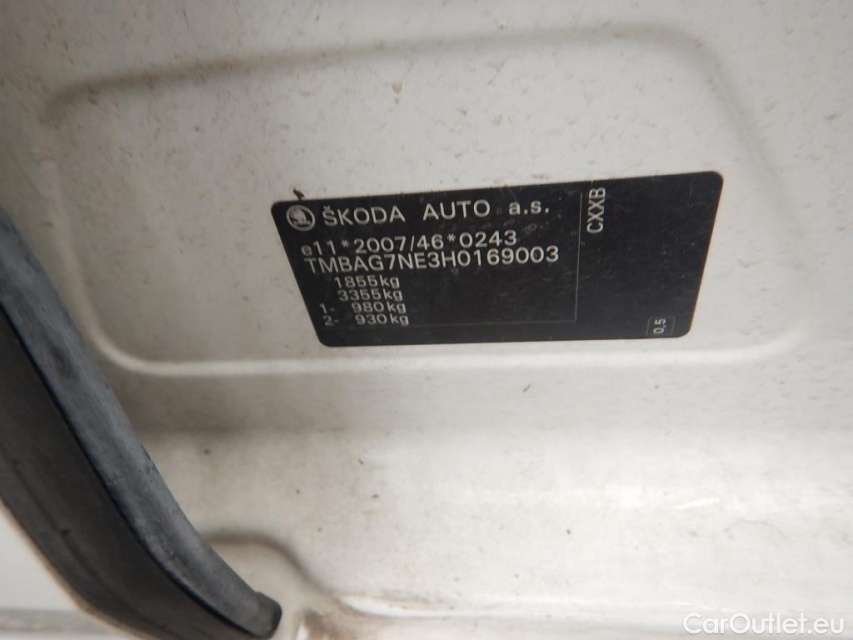 ŠKODA AUTO a.s.
e11*2007/46*0243
TMBAG7NE3H0169003
1855kg
3355kg
1- 980kg
2- 930kg
CXXB
0,5
CarOutlet.eu